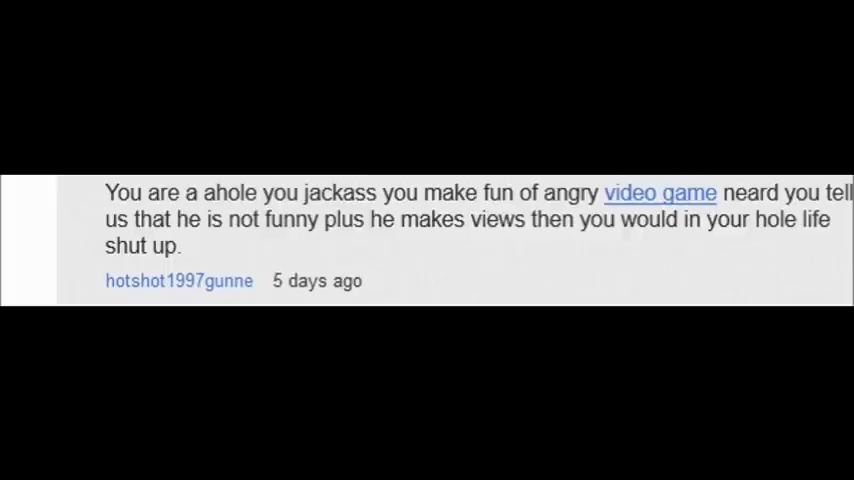 You are a ahole you jackass you make fun of angry video game neard you tell
us that he is not funny plus he makes views then you would in your hole life
shut up.
hotshot1997gunne 5 days ago